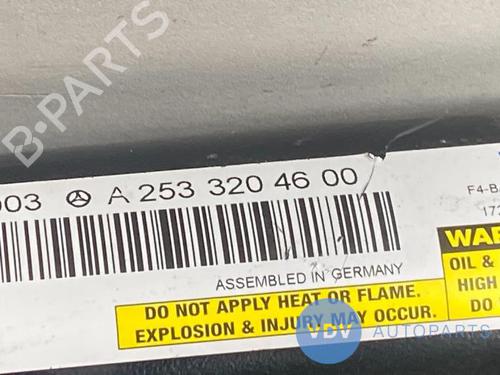 B-PARTS
003 A 253 320 46 00
F4-B
17
ASSEMBLED IN GERMANY
WAR
OIL &
HIGH
DO
DO NOT APPLY HEAT OR FLAME.
EXPLOSION & INJURY MAY OCCUR.
VDV AUTOPARTS